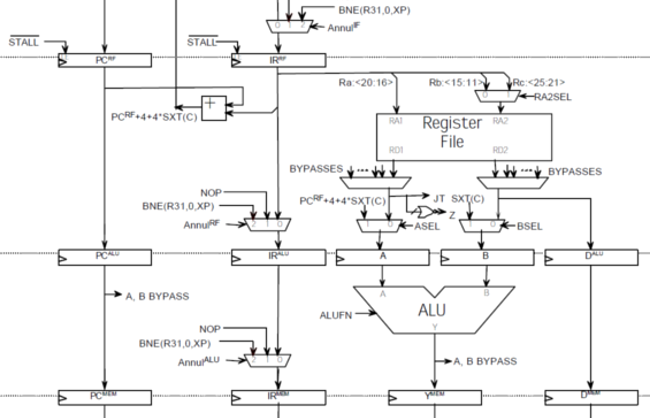 BNE(R31,0,XP)
0 1 2
Annul^IF
STALL
STALL
PC^RF
IR^RF
Ra:<20:16>
Rb:<15:11>
Rc:<25:21>
0 1
RA2SEL
+
PC^RF+4+4*SXT(C)
RA1
RA2
Register
File
RD1
RD2
BYPASSES
BYPASSES
NOP
BNE(R31,0,XP)
Annul^RF
2 1 0
PC^RF+4+4*SXT(C)
JT
SXT(C)
Z
1 0
ASEL
1 0
BSEL
PC^ALU
IR^ALU
A
B
D^ALU
A, B BYPASS
A
B
ALU
ALUFN
Y
NOP
BNE(R31,0,XP)
Annul^ALU
2 1 0
A, B BYPASS
PC^MEM
IR^MEM
Y^MEM
D^MEM